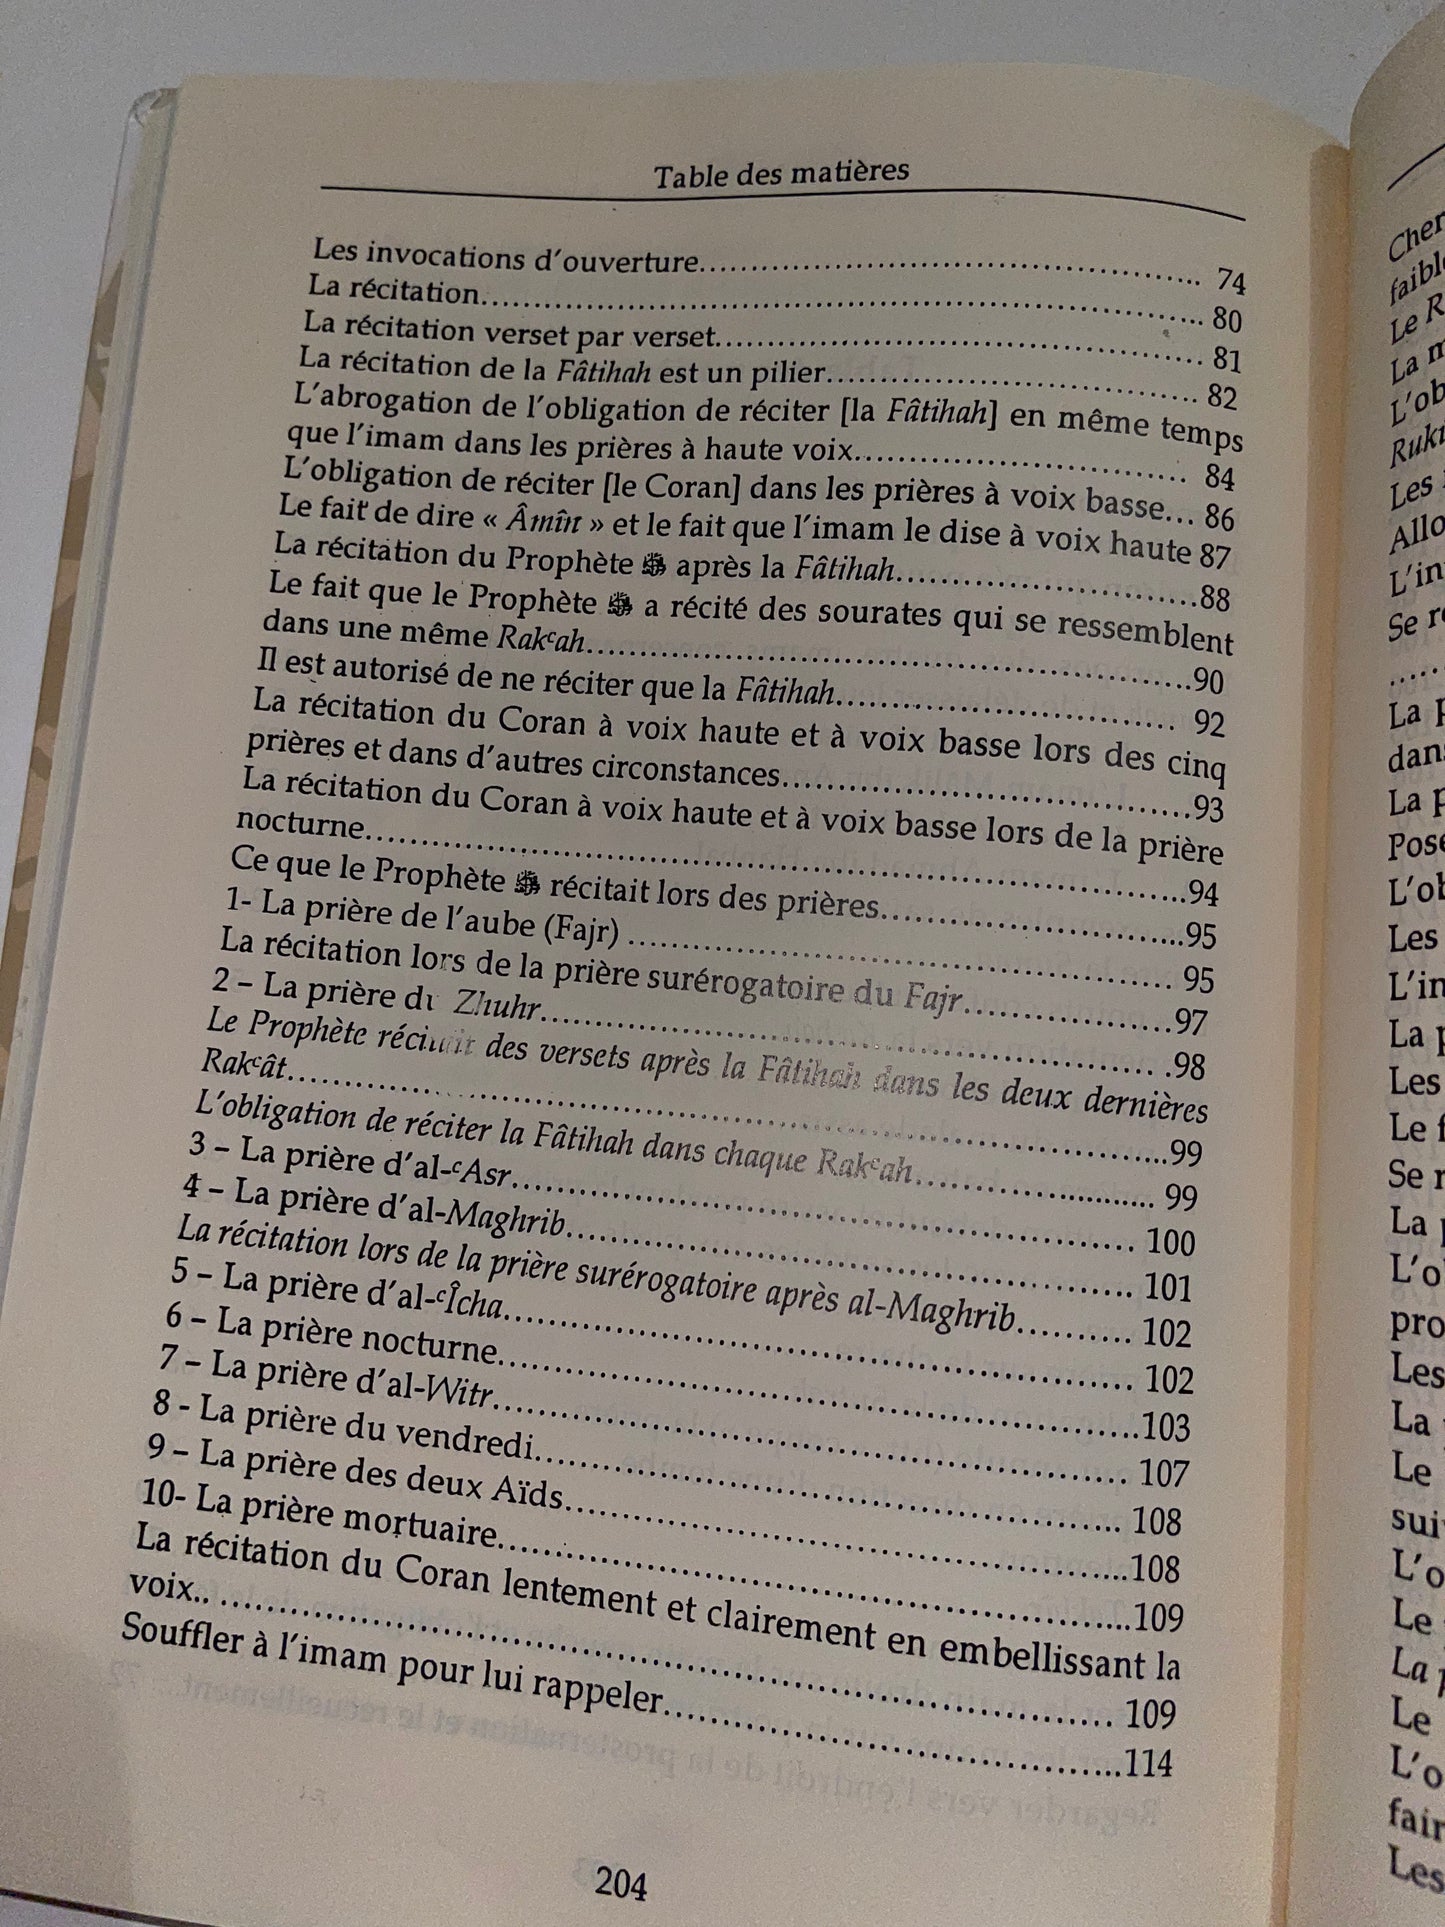 Table des matières
Les invocations d'ouverture........................................................ 74
La récitation................................................................................ 80
La récitation verset par verset..................................................... 81
La récitation de la Fâtihah est un pilier......................................... 82
L'abrogation de l'obligation de réciter [la Fâtihah] en même temps
que l'imam dans les prières à haute voix...................................... 84
L'obligation de réciter [le Coran] dans les prières à voix basse... 86
Le fait de dire « Âmîn » et le fait que l'imam le dise à voix haute 87
La récitation du Prophète ﷺ après la Fâtihah................................88
Le fait que le Prophète ﷺ a récité des sourates qui se ressemblent
dans une même Rakᶜah................................................................90
Il est autorisé de ne réciter que la Fâtihah.................................... 92
La récitation du Coran à voix haute et à voix basse lors des cinq
prières et dans d'autres circonstances...........................................93
La récitation du Coran à voix haute et à voix basse lors de la prière
nocturne.......................................................................................94
Ce que le Prophète ﷺ récitait lors des prières................................95
1- La prière de l'aube (Fajr) .......................................................... 95
La récitation lors de la prière surérogatoire du Fajr.....................97
2 – La prière du Zhuhr.................................................................. .98
Le Prophète récitait des versets après la Fâtihah dans les deux dernières
Rakᶜât..........................................................................................99
L'obligation de réciter la Fâtihah dans chaque Rakᶜah......................... 99
3 – La prière d'al-ᶜAsr................................................................... 100
4 – La prière d'al-Maghrib............................................................. 101
La récitation lors de la prière surérogatoire après al-Maghrib.......... 102
5 – La prière d'al-ᶜÎcha................................................................... 102
6 – La prière nocturne....................................................................103
7 – La prière d'al-Witr.................................................................... 107
8 - La prière du vendredi............................................................... 108
9 – La prière des deux Aïds............................................................108
10- La prière mortuaire..................................................................109
La récitation du Coran lentement et clairement en embellissant la
voix.. .......................................................................................... 109
Souffler à l'imam pour lui rappeler...............................................114
204